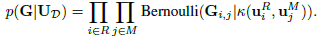 p(G|U_D) = ∏_{i∈R} ∏_{j∈M} Bernoulli(G_{i,j}|κ(u_i^R, u_j^M)).